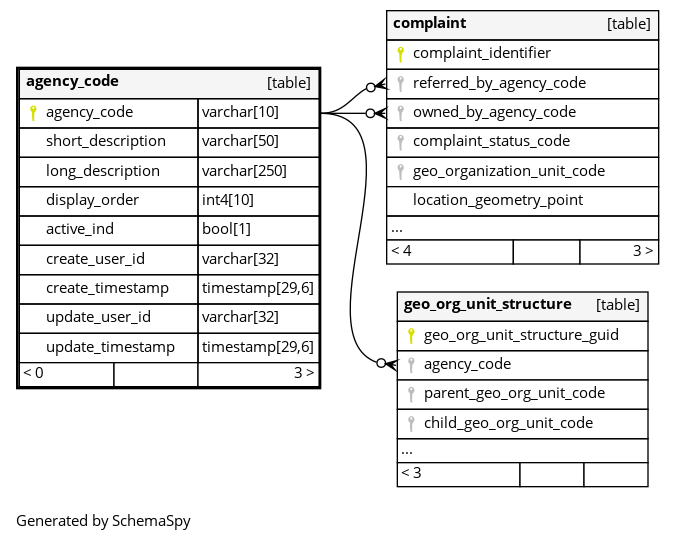 agency_code [table]
agency_code varchar[10]
short_description varchar[50]
long_description varchar[250]
display_order int4[10]
active_ind bool[1]
create_user_id varchar[32]
create_timestamp timestamp[29,6]
update_user_id varchar[32]
update_timestamp timestamp[29,6]
< 0 3 >
complaint [table]
complaint_identifier
referred_by_agency_code
owned_by_agency_code
complaint_status_code
geo_organization_unit_code
location_geometry_point
...
< 4 3 >
geo_org_unit_structure [table]
geo_org_unit_structure_guid
agency_code
parent_geo_org_unit_code
child_geo_org_unit_code
...
< 3
Generated by SchemaSpy